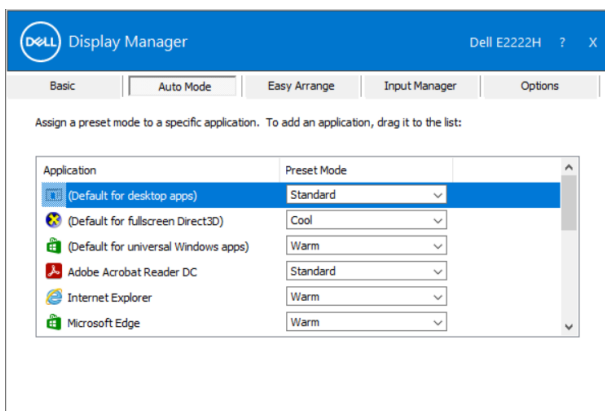 DELL Display Manager Dell E2222H ? X
Basic Auto Mode Easy Arrange Input Manager Options
Assign a preset mode to a specific application. To add an application, drag it to the list:
Application Preset Mode
(Default for desktop apps) Standard
(Default for fullscreen Direct3D) Cool
(Default for universal Windows apps) Warm
Adobe Acrobat Reader DC Standard
Internet Explorer Warm
Microsoft Edge Warm